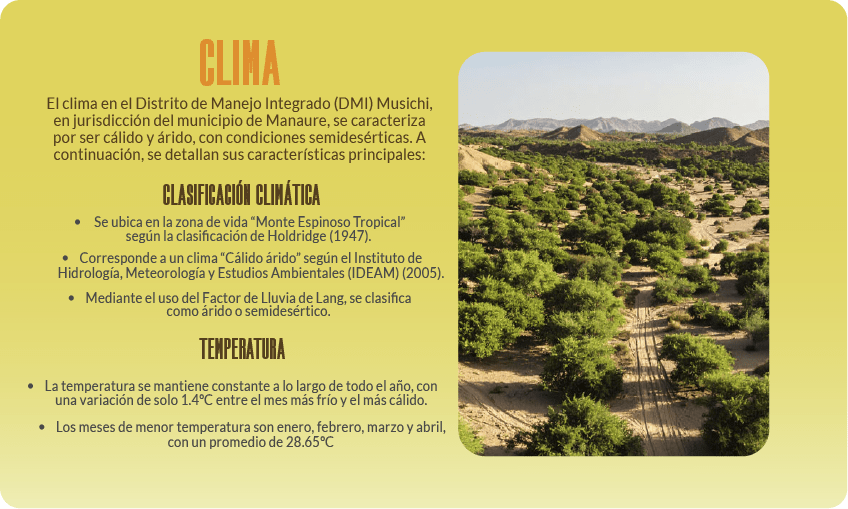 CLIMA
El clima en el Distrito de Manejo Integrado (DMI) Musichi,
en jurisdicción del municipio de Manaure, se caracteriza
por ser cálido y árido, con condiciones semidesérticas. A
continuación, se detallan sus características principales:
CLASIFICACIÓN CLIMÁTICA
• Se ubica en la zona de vida “Monte Espinoso Tropical”
según la clasificación de Holdridge (1947).
• Corresponde a un clima “Cálido árido” según el Instituto de
Hidrología, Meteorología y Estudios Ambientales (IDEAM) (2005).
• Mediante el uso del Factor de Lluvia de Lang, se clasifica
como árido o semidesértico.
TEMPERATURA
• La temperatura se mantiene constante a lo largo de todo el año, con
una variación de solo 1.4°C entre el mes más frío y el más cálido.
• Los meses de menor temperatura son enero, febrero, marzo y abril,
con un promedio de 28.65°C